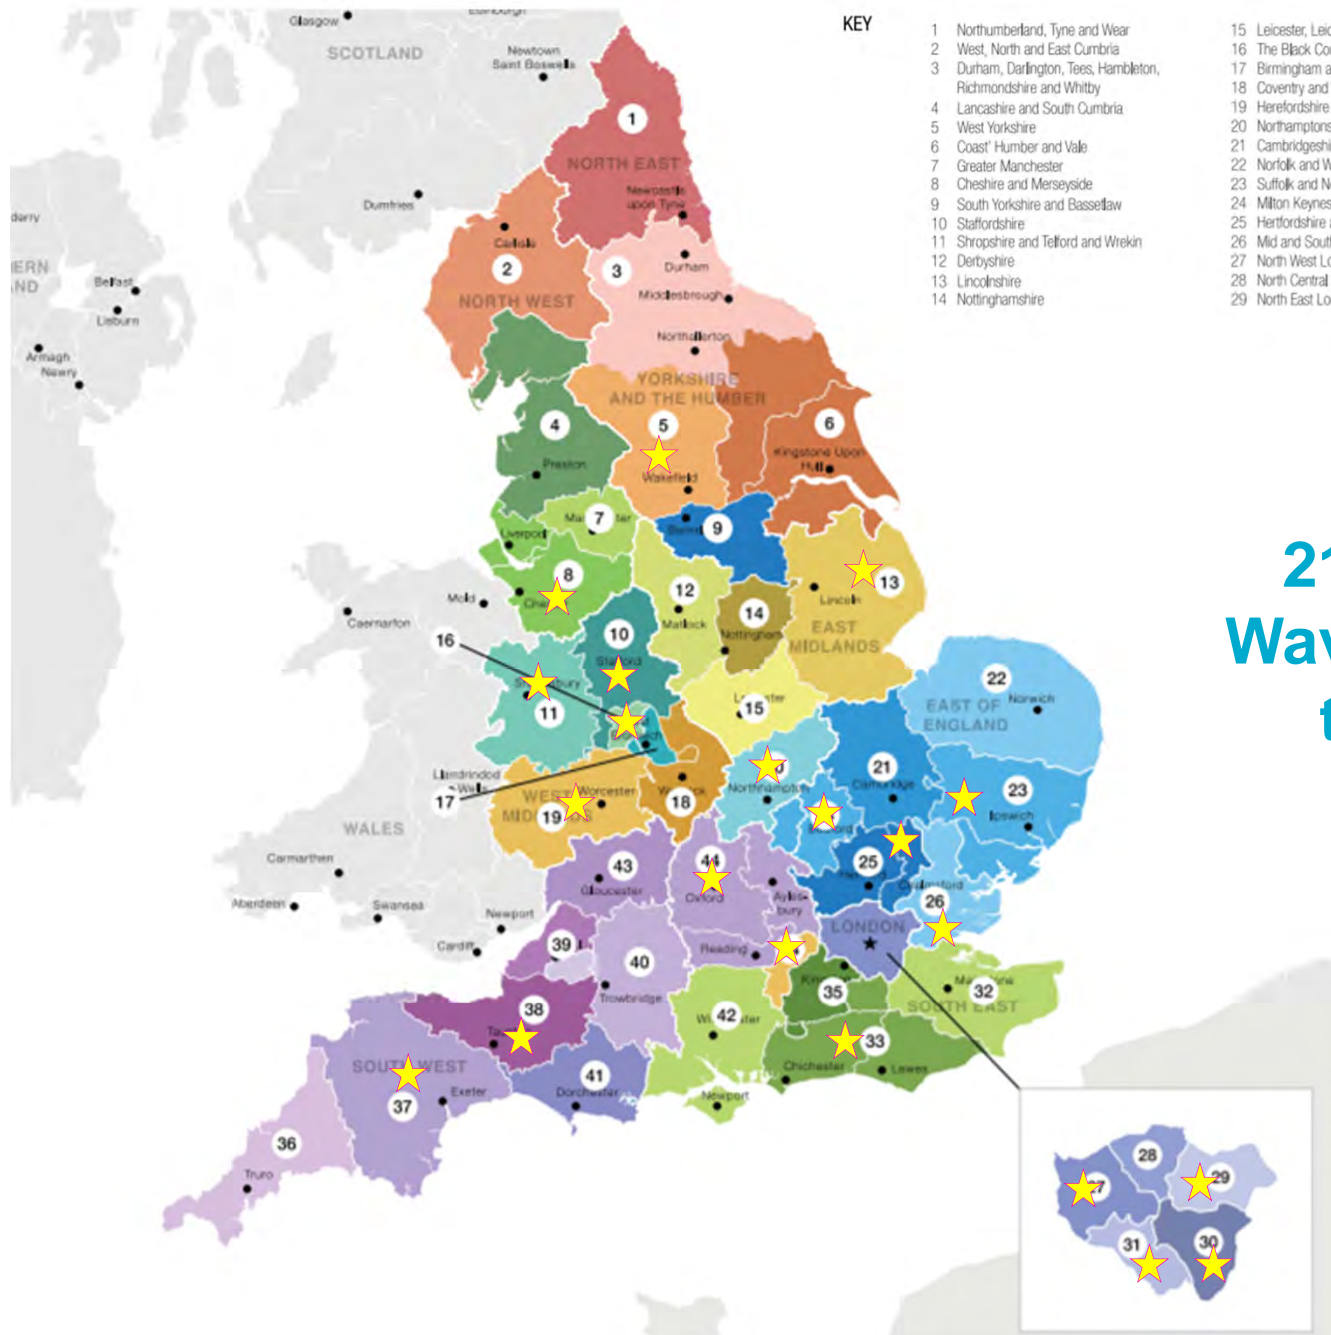 KEY
1 Northumberland, Tyne and Wear
2 West, North and East Cumbria
3 Durham, Darlington, Tees, Hambleton,
Richmondshire and Whitby
4 Lancashire and South Cumbria
5 West Yorkshire
6 Coast' Humber and Vale
7 Greater Manchester
8 Cheshire and Merseyside
9 South Yorkshire and Bassetlaw
10 Staffordshire
11 Shropshire and Telford and Wrekin
12 Derbyshire
13 Lincolnshire
14 Nottinghamshire
15 Leicester,
16 The Black
17 Birmingham
18 Coventry and
19 Herefordshire
20
21
22 Norfolk and
23 Suffolk and
24 Milton Keynes
25 Hertfordshire
26 Mid and
27 North West
28 North Central
29 North East
21
Glasgow
Edinburgh
SCOTLAND
Newtown
Saint Boswells
1
NORTH EAST
Newcastle
upon Tyne
Dumfries
Carlisle
2
NORTH WEST
3
Durham
Middlesbrough
Northallerton
Belfast
Lisburn
Armagh
Newry
YORKSHIRE
AND THE HUMBER
4
Preston
5
Wakefield
6
Kingstone Upon
Hull
7
Liverpool
9
8
12
Matlock
14
Nottingham
13
Lincoln
EAST
MIDLANDS
Mold
Caernarfon
16
10
11
15
22
Norwich
EAST OF
ENGLAND
Llandrindod
Wells
17
WEST
19
Worcester
18
Northampton
21
Cambridge
23
Ipswich
WALES
Carmarthen
Aberdeen
Swansea
Newport
Cardiff
43
Gloucester
44
Oxford
Ayles-
bury
25
Chelmsford
26
LONDON
39
40
Trowbridge
Reading
35
32
SOUTH EAST
38
42
33
Chichester
Lewes
SOUTH WEST
37
Exeter
41
Dorchester
Newport
36
Truro
28
27
29
31
30